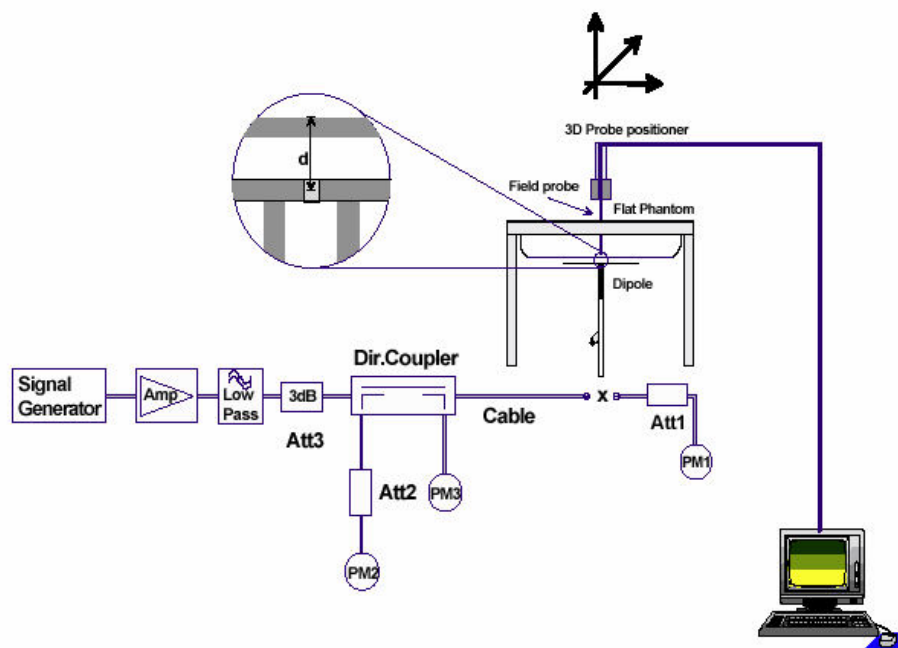 3D Probe positioner
d
Field probe
Flat Phantom
Dipole
Dir.Coupler
Signal
Generator
Amp
Low
Pass
3dB
Att3
Cable
x
Att1
PM1
Att2
PM3
PM2